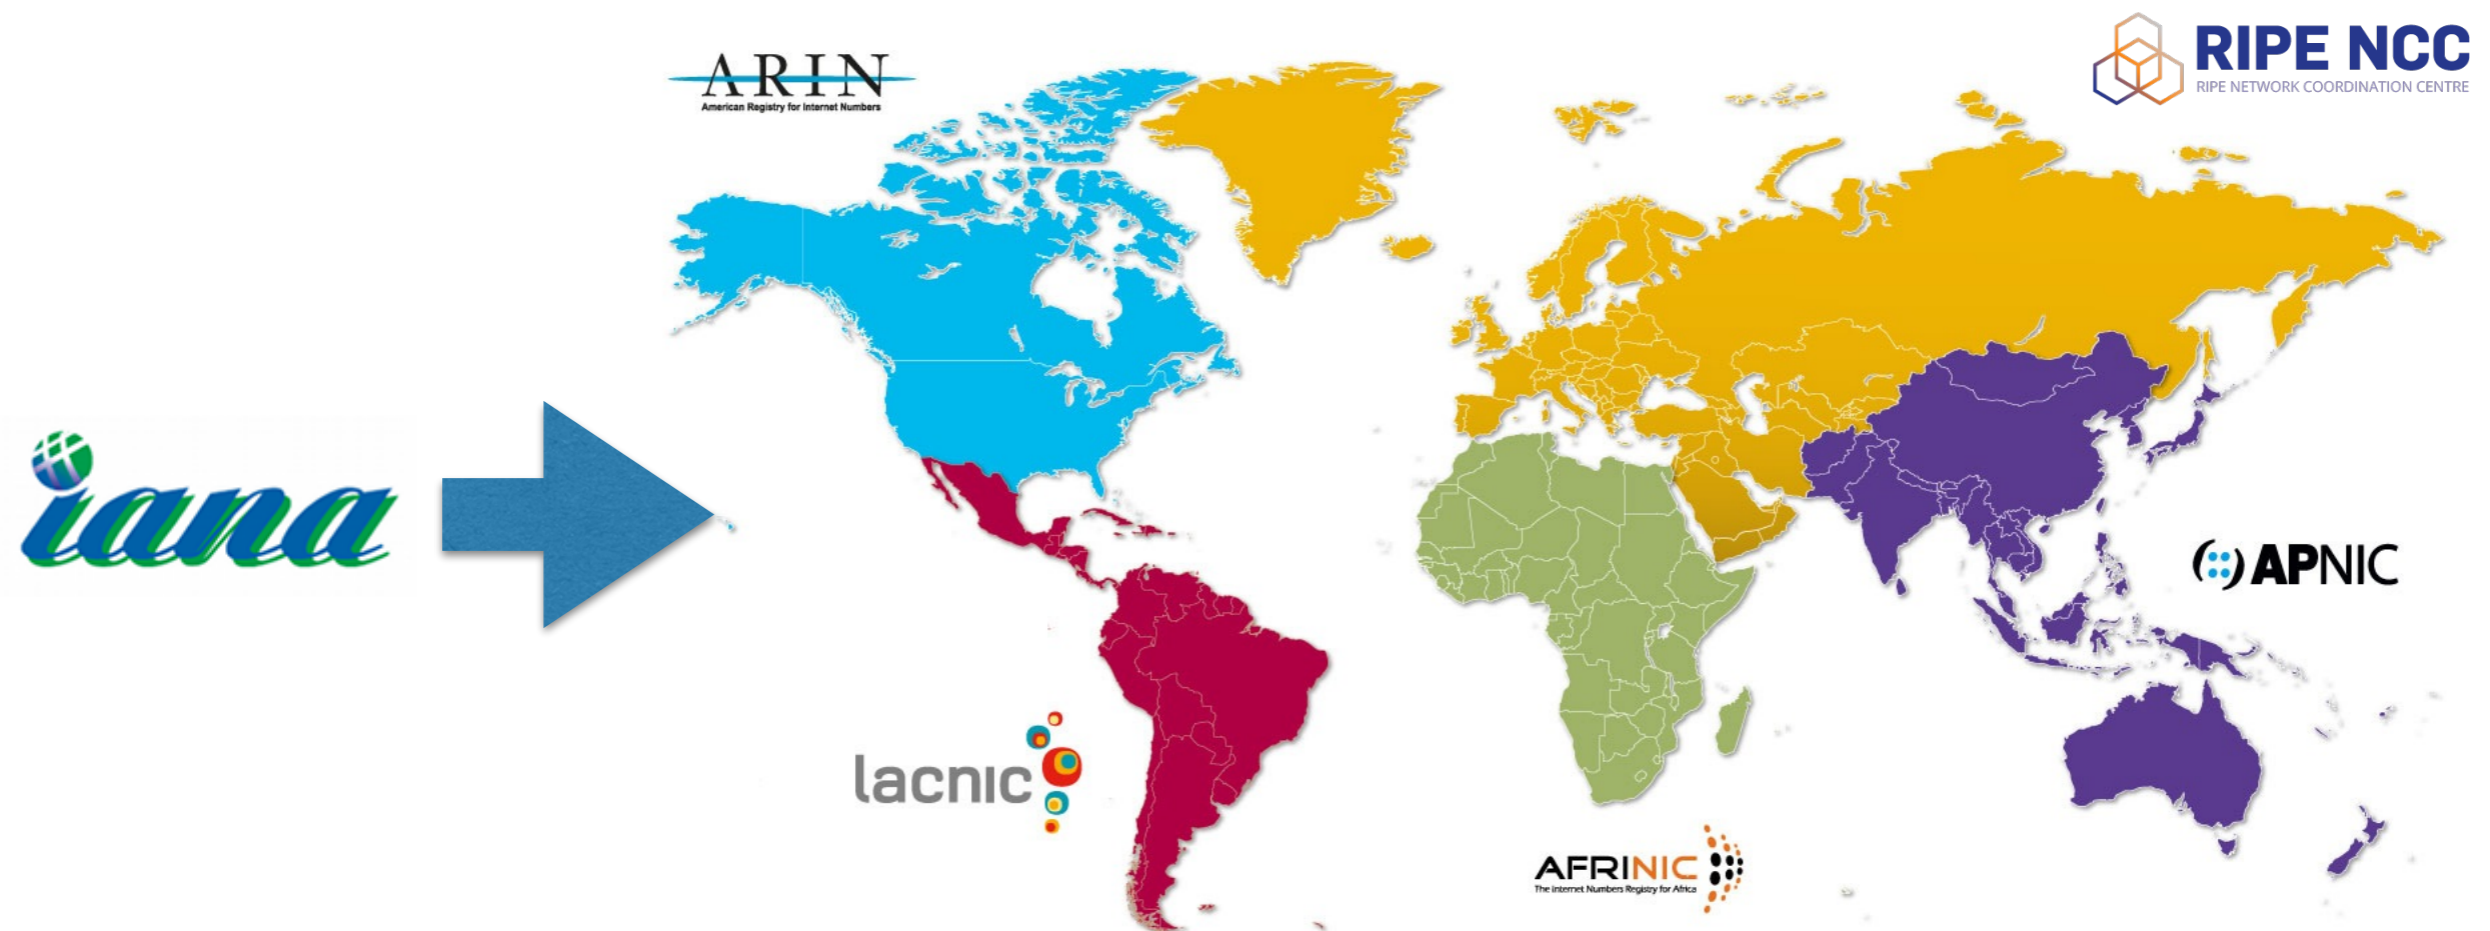 ARIN
American Registry for Internet Numbers
RIPE NCC
RIPE NETWORK COORDINATION CENTRE
iana
APNIC
lacnic
AFRINIC
The Internet Numbers Registry for Africa